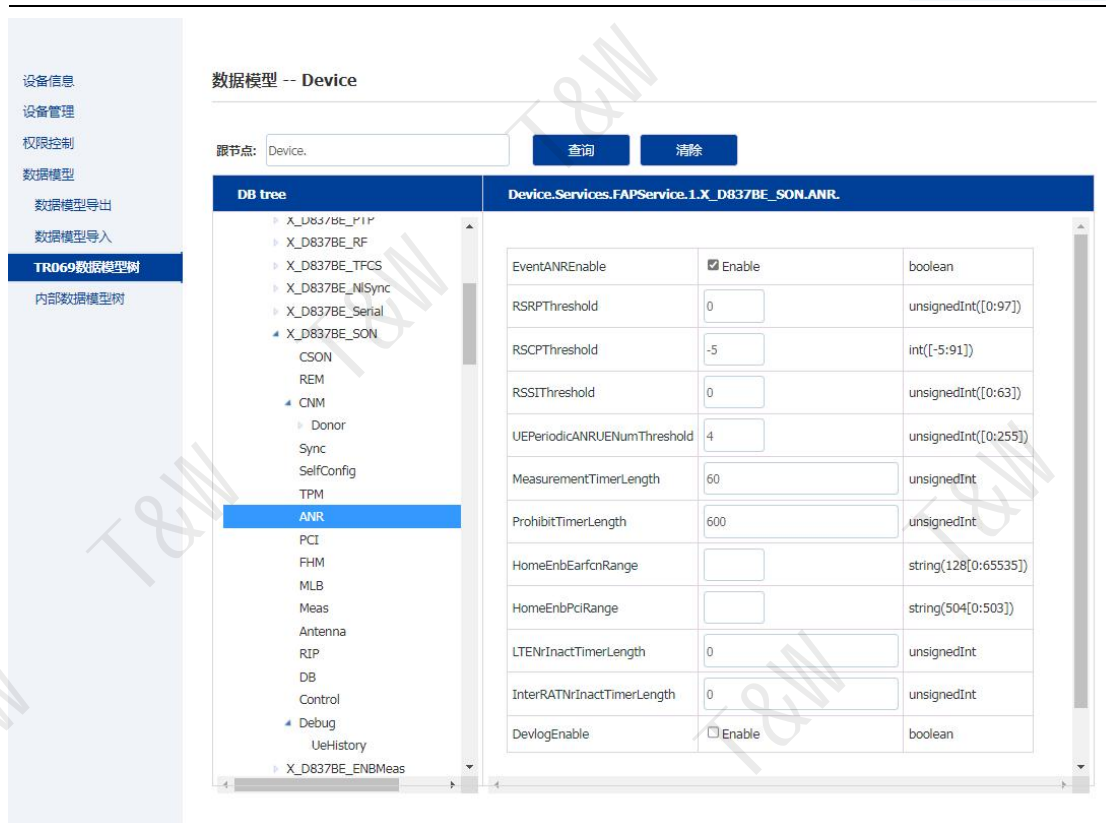 数据模型 -- Device
设备信息
设备管理
权限控制
数据模型
数据模型导出
数据模型导入
TR069数据模型树
内部数据模型树
跟节点: Device. 查询 清除
DB tree
X_D837BE_PTP
X_D837BE_RF
X_D837BE_TFCS
X_D837BE_NlSync
X_D837BE_Serial
X_D837BE_SON
CSON
REM
CNM
Donor
Sync
SelfConfig
TPM
ANR
PCI
FHM
MLB
Meas
Antenna
RIP
DB
Control
Debug
UeHistory
X_D837BE_ENBMeas
Device.Services.FAPService.1.X_D837BE_SON.ANR.
EventANREnable Enable boolean
RSRPThreshold 0 unsignedInt([0:97])
RSCPThreshold -5 int([-5:91])
RSSIThreshold 0 unsignedInt([0:63])
UEPeriodicANRUENumThreshold 4 unsignedInt([0:255])
MeasurementTimerLength 60 unsignedInt
ProhibitTimerLength 600 unsignedInt
HomeEnbEarfcnRange string(128[0:65535])
HomeEnbPciRange string(504[0:503])
LTENrInactTimerLength 0 unsignedInt
InterRATNrInactTimerLength 0 unsignedInt
DevlogEnable Enable boolean
T&W
T&W
T&W
T&W
T&W